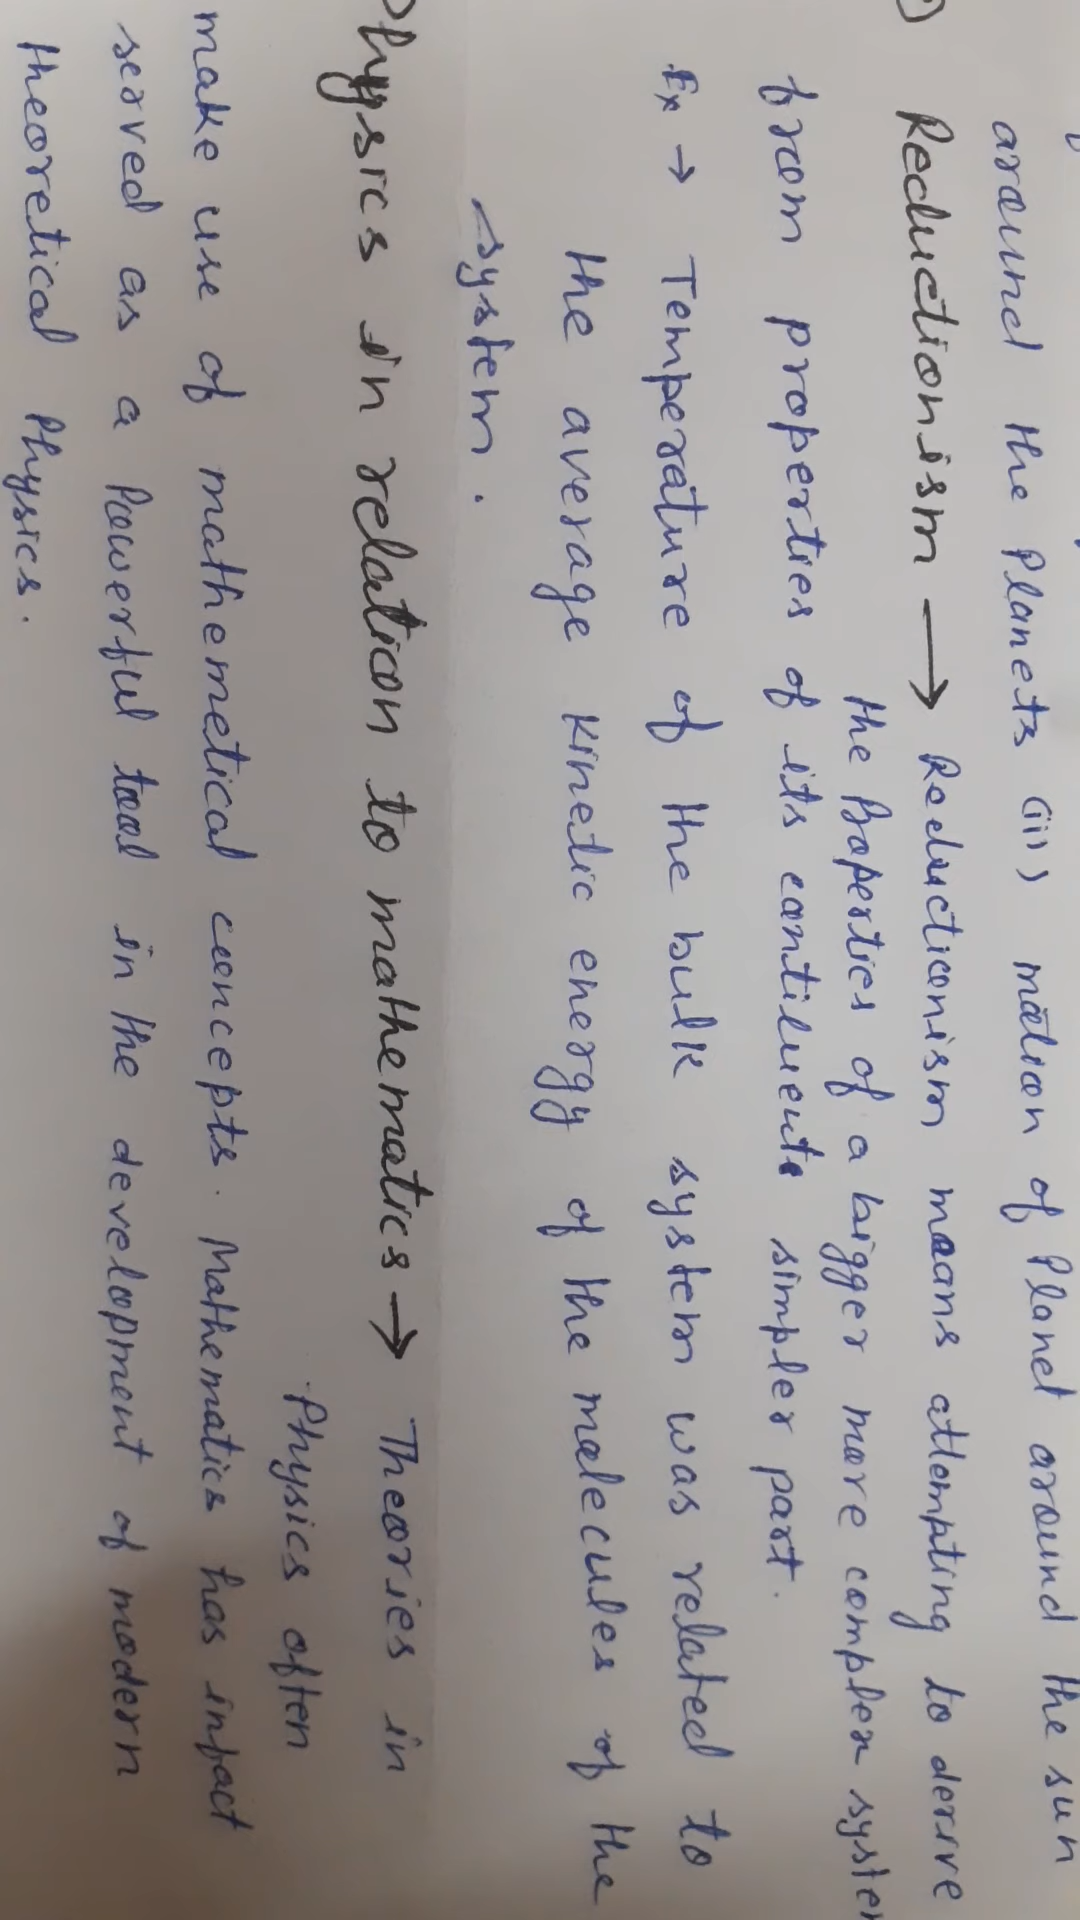 around the Planets (ii) motion of Planet around the sun
Reductionism → Reductionism means attempting to derive
the Properties of a bigger more complex system
from properties of its contiluents simpler part.
Ex → Temperature of the bulk system was related to
the average kinetic energy of the molecules of the
system.
Physics in relation to mathematics → Theories in
Physics often
make use of mathemetical concepts. Mathematics has infact
served as a Powerful tool in the development of modern
theoretical Physics.